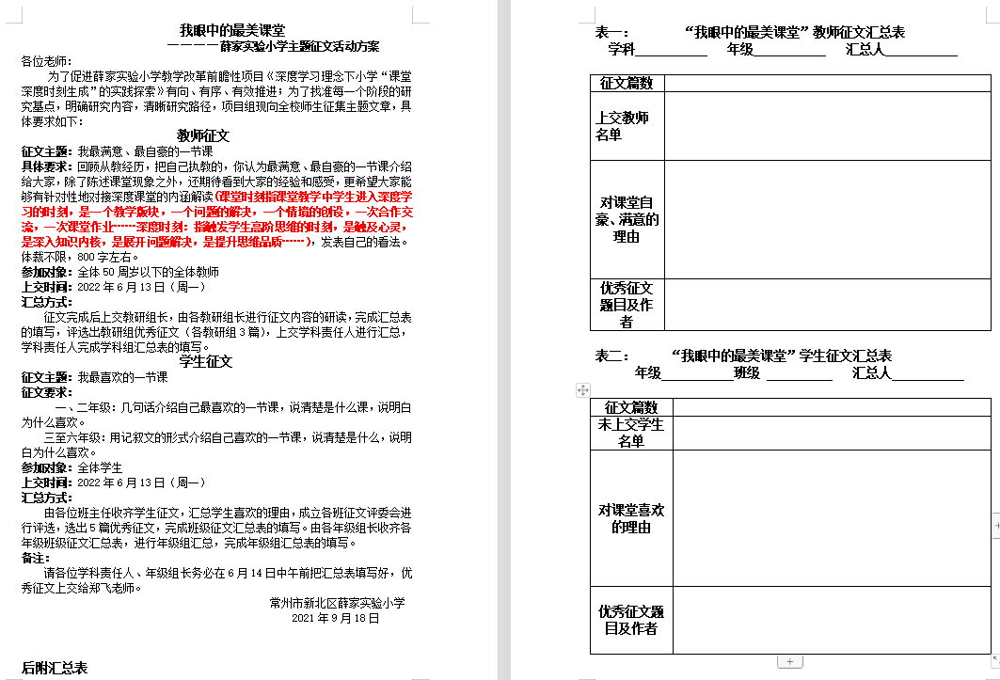 我眼中的最美课堂
————薛家实验小学主题征文活动方案
各位老师：
为了促进薛家实验小学教学改革前瞻性项目《深度学习理念下小学“课堂
深度时刻生成”的实践探索》有向、有序、有效推进；为了找准每一个阶段的研
究基点，明确研究内容，清晰研究路径，项目组现向全校师生征集主题文章，具
体要求如下：
教师征文
征文主题：我最满意、最自豪的一节课
具体要求：回顾从教经历，把自己执教的，你认为最满意、最自豪的一节课介绍
给大家，除了陈述课堂现象之外，还期待看到大家的经验和感受，更希望大家能
够有针对性地对接深度课堂的内涵解读（课堂时刻指课堂教学中学生进入深度学
习的时刻，是一个教学版块，一个问题的解决，一个情境的创设，一次合作交
流，一次课堂作业……深度时刻：指触发学生高阶思维的时刻，是触及心灵，
是深入知识内核，是展开问题解决，是提升思维品质……），发表自己的看法。
体裁不限，800字左右。
参加对象：全体50周岁以下的全体教师
上交时间：2022年6月13日（周一）
汇总方式：
征文完成后上交教研组长，由各教研组长进行征文内容的研读，完成汇总表
的填写，评选出教研组优秀征文（各教研组3篇），上交学科责任人进行汇总，
学科责任人完成学科组汇总表的填写。
学生征文
征文主题：我最喜欢的一节课
征文要求：
一、二年级：几句话介绍自己最喜欢的一节课，说清楚是什么课，说明白
为什么喜欢。
三至六年级：用记叙文的形式介绍自己喜欢的一节课，说清楚是什么，说明
白为什么喜欢。
参加对象：全体学生
上交时间：2022年6月13日（周一）
汇总方式：
由各位班主任收齐学生征文，汇总学生喜欢的理由，成立各班征文评委会进
行评选，选出5篇优秀征文，完成班级征文汇总表的填写。由各年级组长收齐各
年级班级征文汇总表，进行年级组汇总，完成年级组汇总表的填写。
备注：
请各位学科责任人、年级组长务必在6月14日中午前把汇总表填写好，优
秀征文上交给郑飞老师。
常州市新北区薛家实验小学
2021年9月18日
后附汇总表
表一： “我眼中的最美课堂”教师征文汇总表
学科___________ 年级___________ 汇总人___________
征文篇数
上交教师
名单
对课堂自
豪、满意的
理由
优秀征文
题目及作
者
表二： “我眼中的最美课堂”学生征文汇总表
年级___________班级 __________ 汇总人___________
征文篇数
未上交学生
名单
对课堂喜欢
的理由
优秀征文题
目及作者